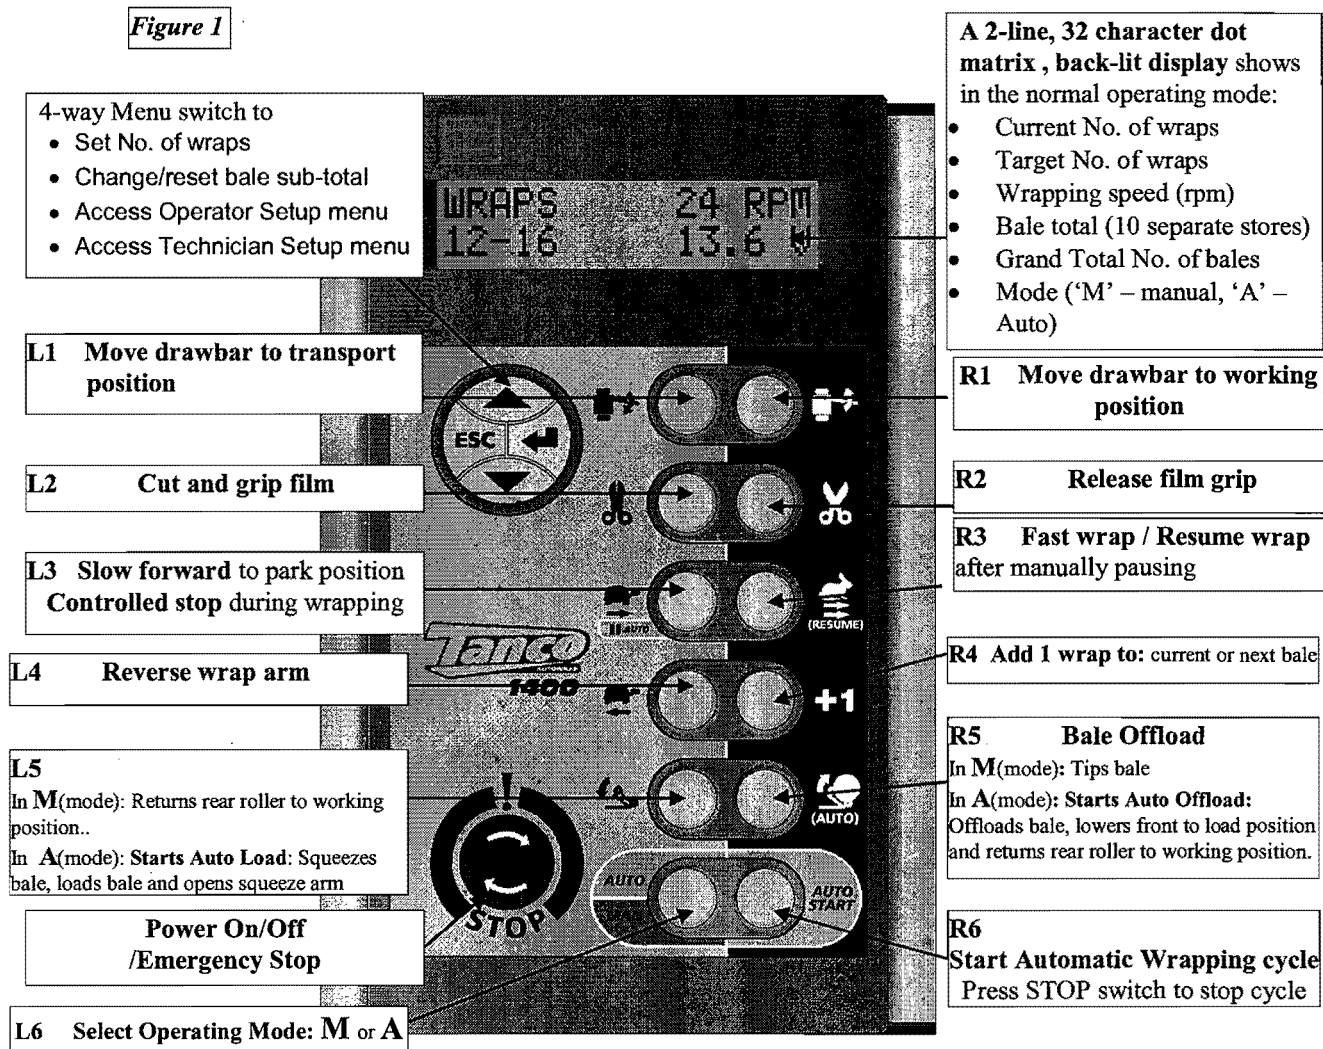 Figure 1
A 2-line, 32 character dot
matrix , back-lit display shows
in the normal operating mode:
• Current No. of wraps
• Target No. of wraps
• Wrapping speed (rpm)
• Bale total (10 separate stores)
• Grand Total No. of bales
• Mode (‘M’ – manual, ‘A’ –
Auto)
4-way Menu switch to
• Set No. of wraps
• Change/reset bale sub-total
• Access Operator Setup menu
• Access Technician Setup menu
WRAPS 24 RPM
12-16 13.6
L1 Move drawbar to transport
position
R1 Move drawbar to working
position
ESC
L2 Cut and grip film
R2 Release film grip
L3 Slow forward to park position
Controlled stop during wrapping
AUTO
R3 Fast wrap / Resume wrap
after manually pausing
(RESUME)
Tanco
1400
L4 Reverse wrap arm
+1
R4 Add 1 wrap to: current or next bale
L5
In M(mode): Returns rear roller to working
position..
In A(mode): Starts Auto Load: Squeezes
bale, loads bale and opens squeeze arm
(AUTO)
R5 Bale Offload
In M(mode): Tips bale
In A(mode): Starts Auto Offload:
Offloads bale, lowers front to load position
and returns rear roller to working position.
!
STOP
Power On/Off
/Emergency Stop
AUTO
MAN
AUTO
START
R6
Start Automatic Wrapping cycle
Press STOP switch to stop cycle
L6 Select Operating Mode: M or A